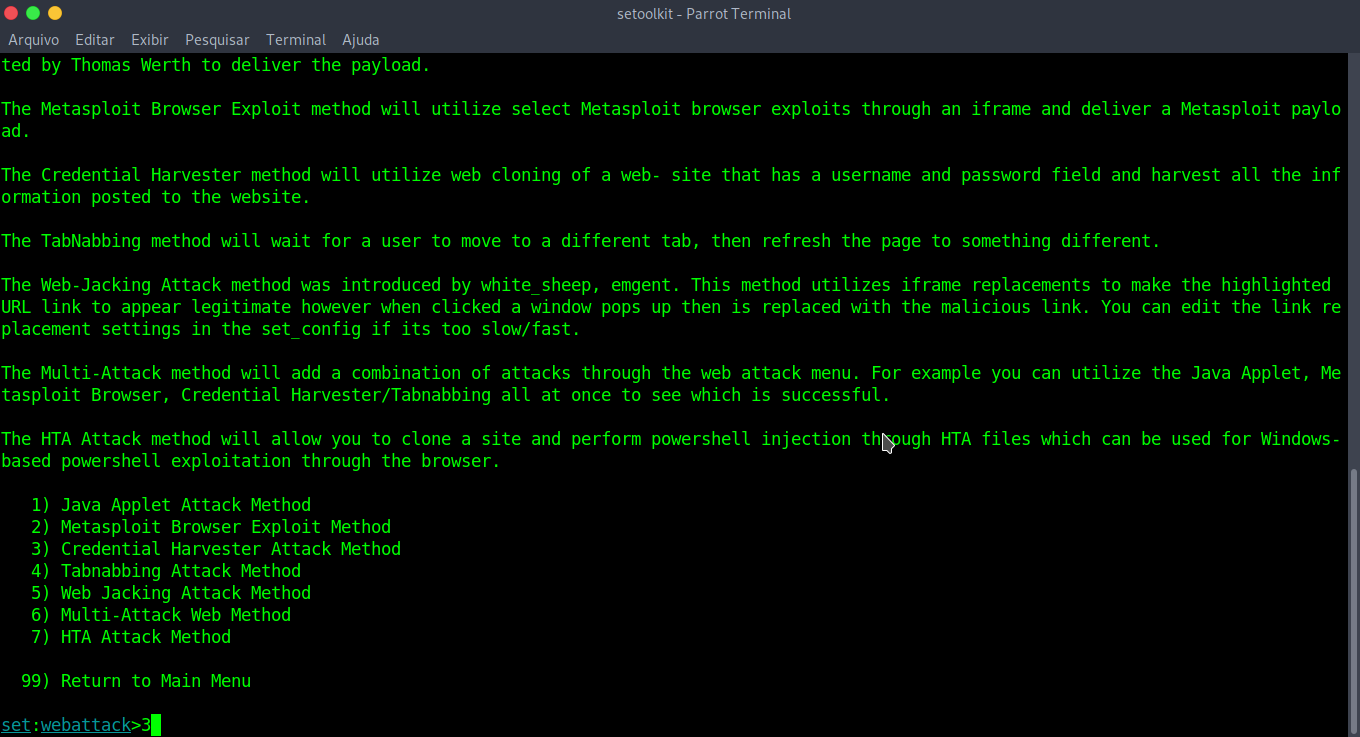 setoolkit - Parrot Terminal
Arquivo Editar Exibir Pesquisar Terminal Ajuda
ted by Thomas Werth to deliver the payload.
The Metasploit Browser Exploit method will utilize select Metasploit browser exploits through an iframe and deliver a Metasploit paylo
ad.
The Credential Harvester method will utilize web cloning of a web- site that has a username and password field and harvest all the inf
ormation posted to the website.
The TabNabbing method will wait for a user to move to a different tab, then refresh the page to something different.
The Web-Jacking Attack method was introduced by white_sheep, emgent. This method utilizes iframe replacements to make the highlighted
URL link to appear legitimate however when clicked a window pops up then is replaced with the malicious link. You can edit the link re
placement settings in the set_config if its too slow/fast.
The Multi-Attack method will add a combination of attacks through the web attack menu. For example you can utilize the Java Applet, Me
tasploit Browser, Credential Harvester/Tabnabbing all at once to see which is successful.
The HTA Attack method will allow you to clone a site and perform powershell injection through HTA files which can be used for Windows-
based powershell exploitation through the browser.
1) Java Applet Attack Method
2) Metasploit Browser Exploit Method
3) Credential Harvester Attack Method
4) Tabnabbing Attack Method
5) Web Jacking Attack Method
6) Multi-Attack Web Method
7) HTA Attack Method
99) Return to Main Menu
set:webattack>3